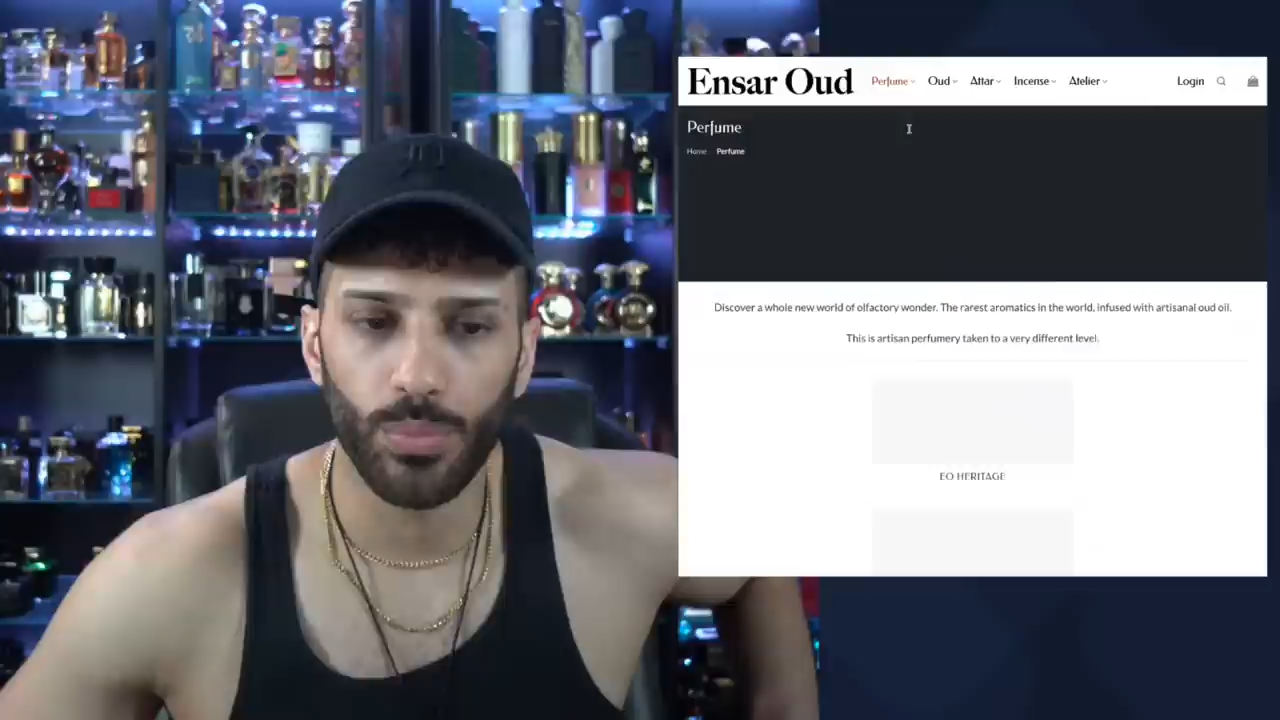 Ensar Oud
Perfume Oud Attar Incense Atelier Login
Perfume
Home Perfume
Discover a whole new world of olfactory wonder. The rarest aromatics in the world, infused with artisanal oud oil.
This is artisan perfumery taken to a very different level.
EO HERITAGE